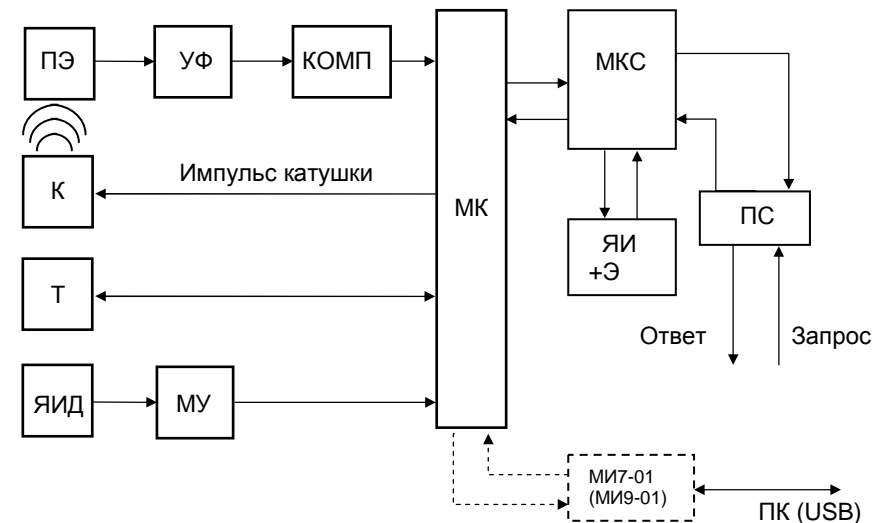 ПЭ
УФ
КОМП
МКС
К
Импульс катушки
МК
ПС
ЯИ
+Э
Т
Ответ
Запрос
ЯИД
МУ
МИ7-01
(МИ9-01)
ПК (USB)